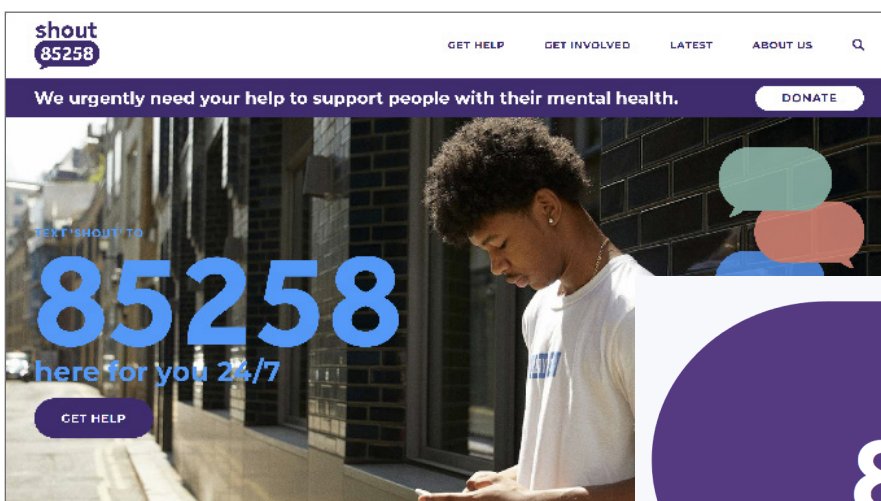 shout
85258
GET HELP GET INVOLVED LATEST ABOUT US
We urgently need your help to support people with their mental health.
DONATE
TEXT 'SHOUT' TO
85258
here for you 24/7
GET HELP
8